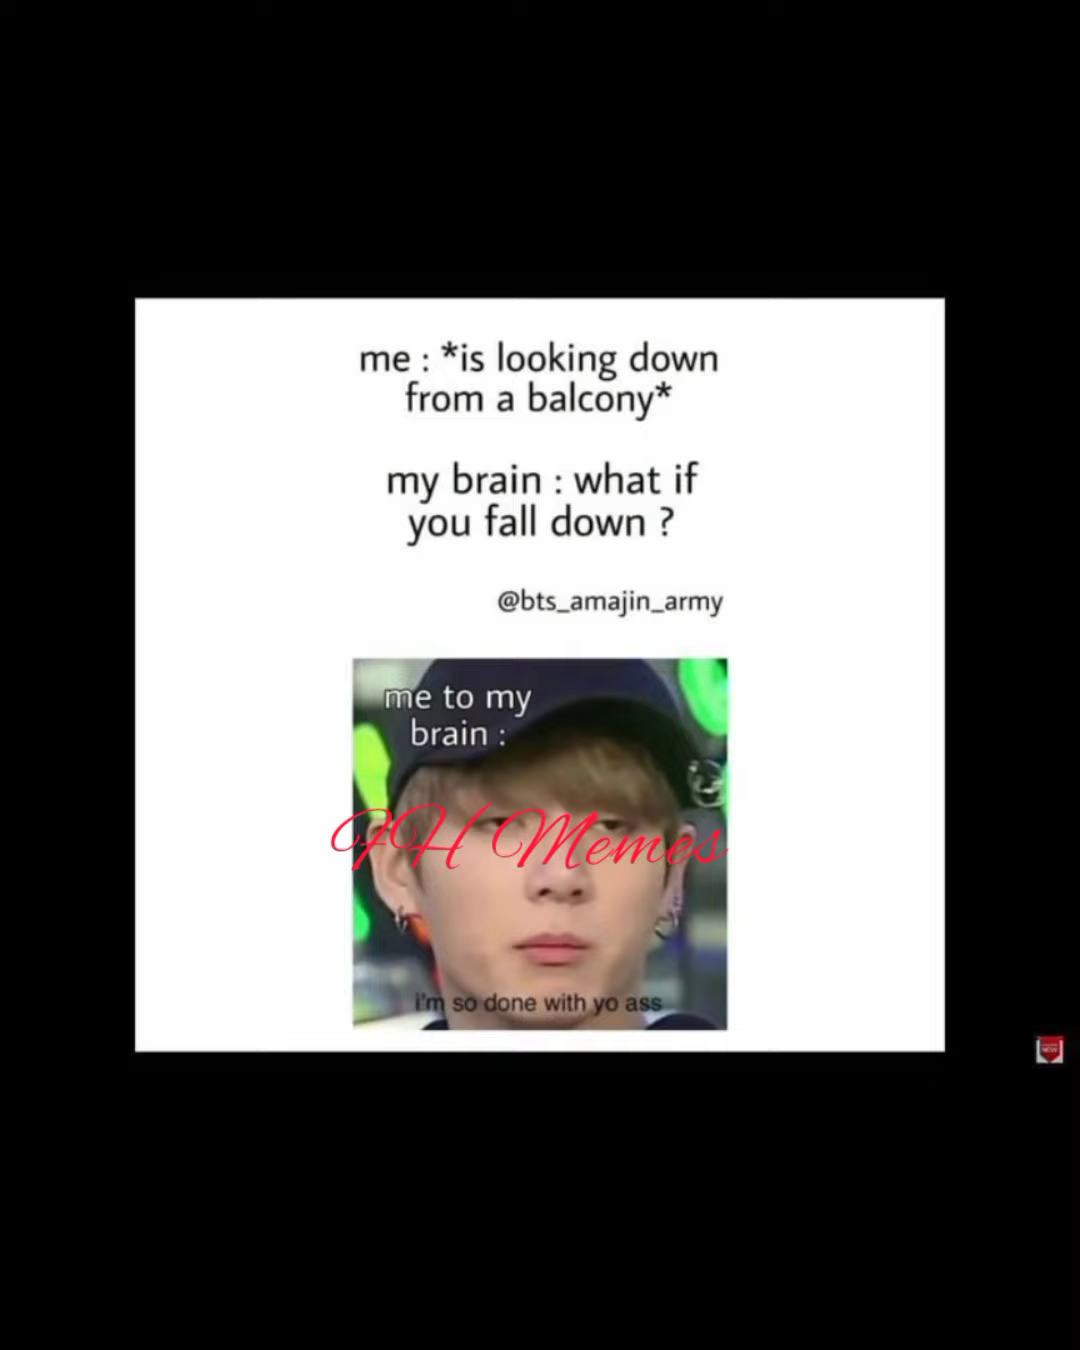 me : *is looking down
from a balcony*
my brain : what if
you fall down ?
@bts_amajin_army
me to my
brain :
JH Memes
i'm so done with yo ass